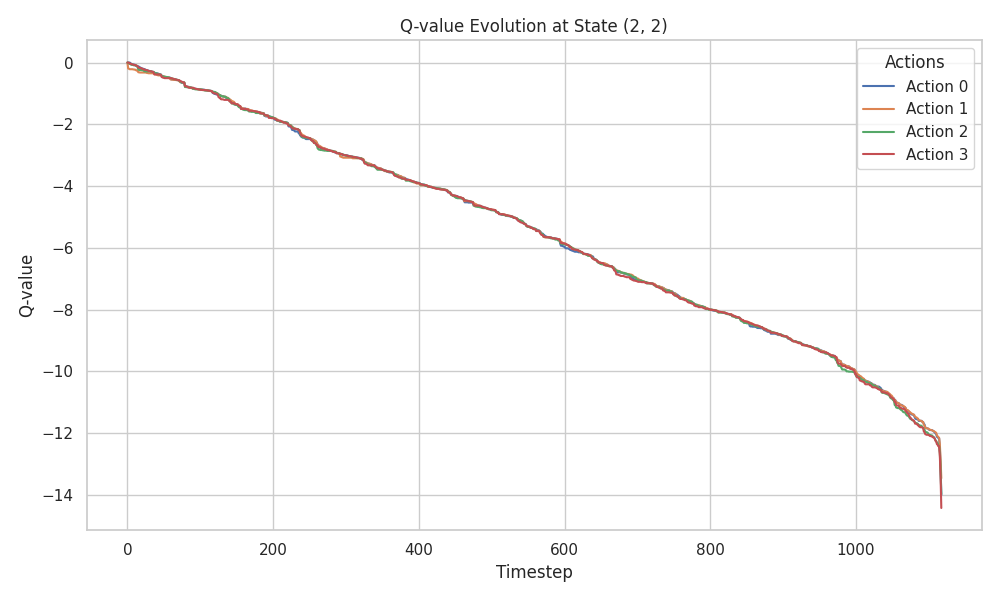 Q-value Evolution at State (2, 2)
Actions
Action 0
Action 1
Action 2
Action 3
Q-value
0
−2
−4
−6
−8
−10
−12
−14
0 200 400 600 800 1000
Timestep